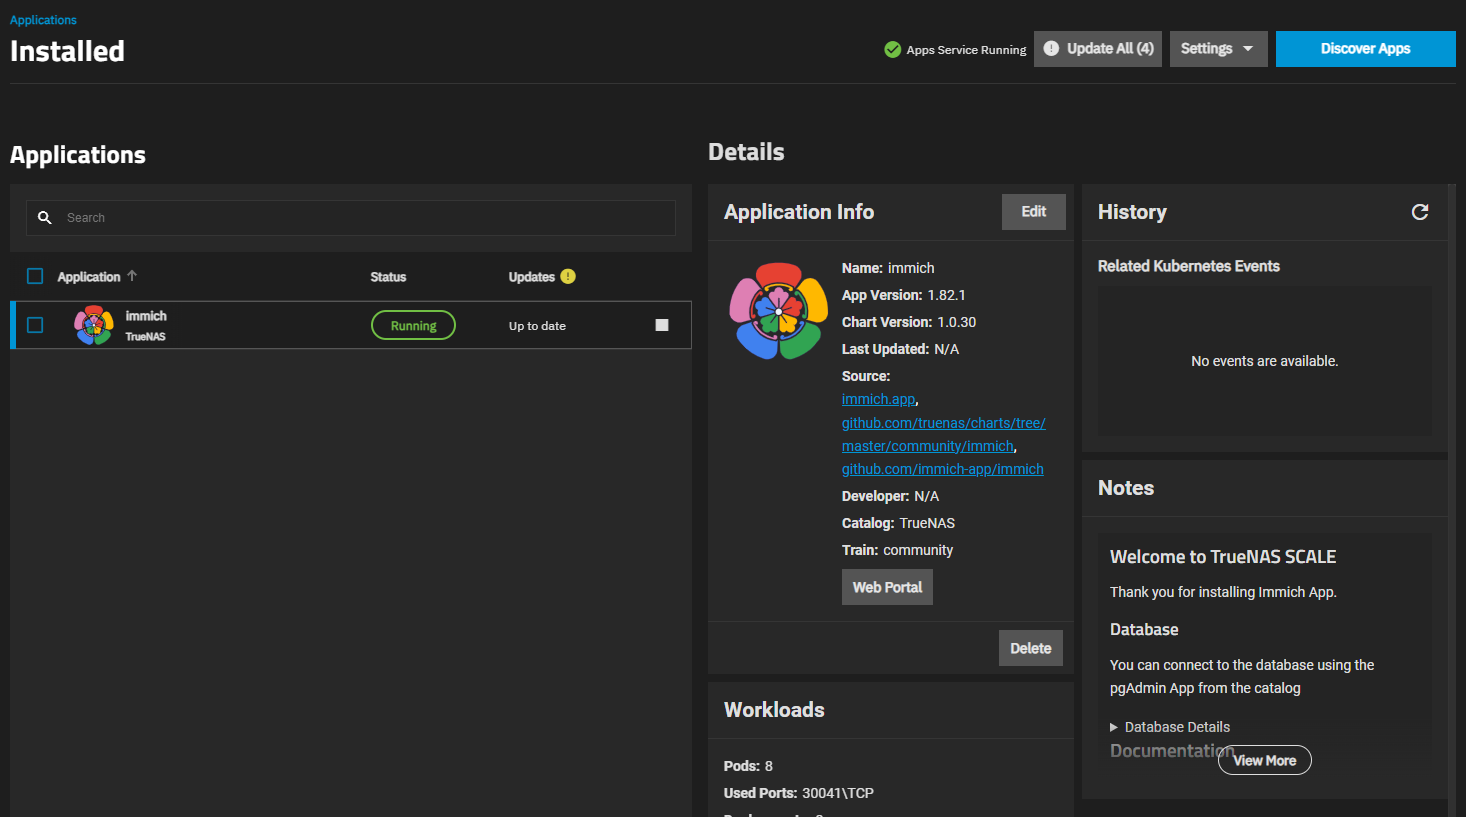 Applications
Installed
Apps Service Running
Update All (4)
Settings
Discover Apps
Applications
Search
Application
Status
Updates
immich
TrueNAS
Running
Up to date
Details
Application Info
Edit
Name: immich
App Version: 1.82.1
Chart Version: 1.0.30
Last Updated: N/A
Source:
immich.app,
github.com/truenas/charts/tree/
master/community/immich,
github.com/immich-app/immich
Developer: N/A
Catalog: TrueNAS
Train: community
Web Portal
Delete
Workloads
Pods: 8
Used Ports: 30041\TCP
History
Related Kubernetes Events
No events are available.
Notes
Welcome to TrueNAS SCALE
Thank you for installing Immich App.
Database
You can connect to the database using the
pgAdmin App from the catalog
Database Details
Documentation
View More